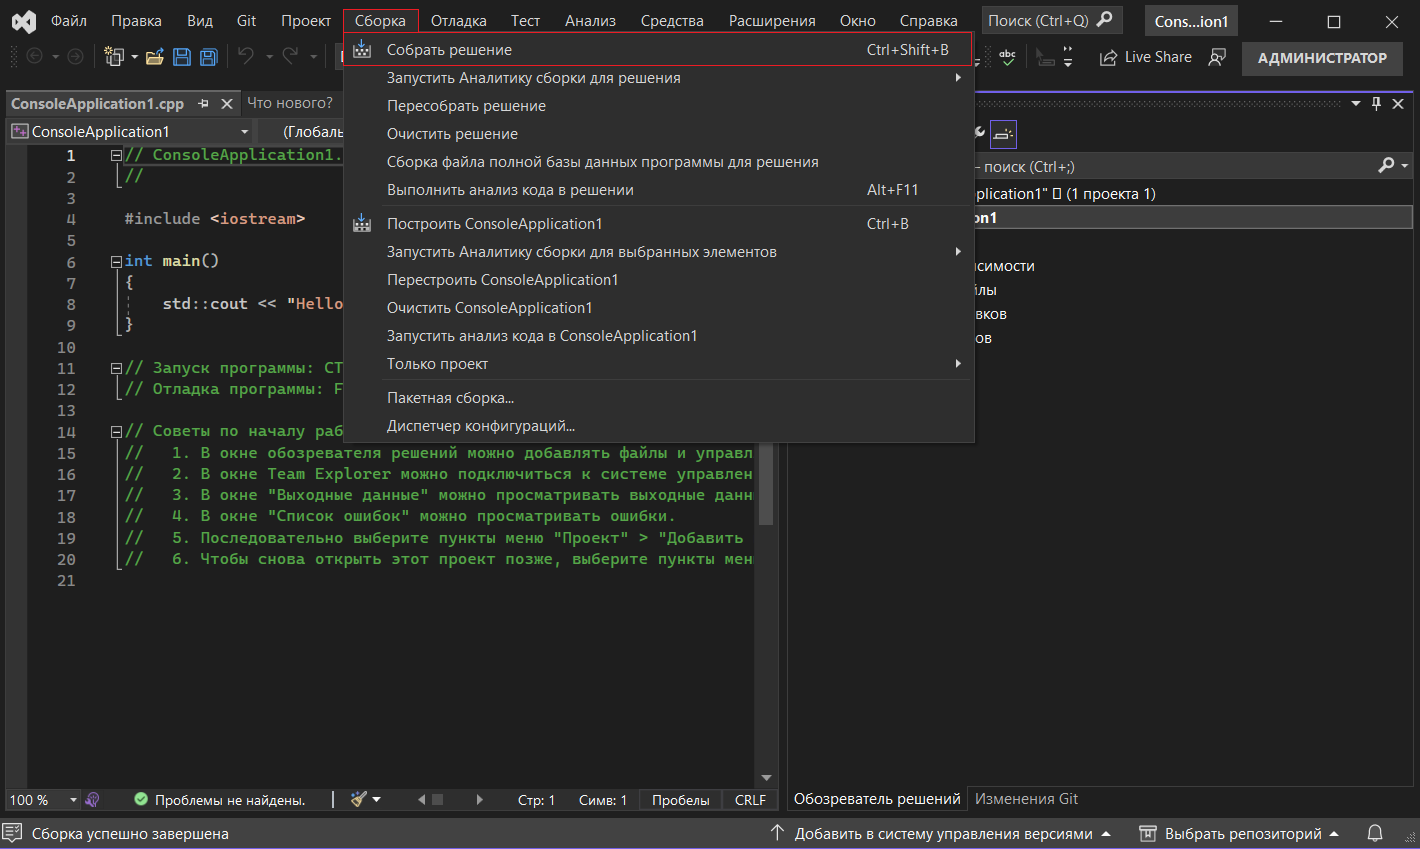 Файл Правка Вид Git Проект Сборка Отладка Тест Анализ Средства Расширения Окно Справка Поиск (Ctrl+Q) Cons...ion1
Live Share АДМИНИСТРАТОР
Собрать решение Ctrl+Shift+B
Запустить Аналитику сборки для решения
Пересобрать решение
Очистить решение
Сборка файла полной базы данных программы для решения
Выполнить анализ кода в решении Alt+F11
Построить ConsoleApplication1 Ctrl+B
Запустить Аналитику сборки для выбранных элементов
Перестроить ConsoleApplication1
Очистить ConsoleApplication1
Запустить анализ кода в ConsoleApplication1
Только проект
Пакетная сборка...
Диспетчер конфигураций...
ConsoleApplication1.cpp Что нового?
ConsoleApplication1 (Глобаль
1 // ConsoleApplication1.
2 //
3
4 #include <iostream>
5
6 int main()
7 {
8 std::cout << "Hello
9 }
10
11 // Запуск программы: CT
12 // Отладка программы: F
13
14 // Советы по началу раб
15 // 1. В окне обозревателя решений можно добавлять файлы и управл
16 // 2. В окне Team Explorer можно подключиться к системе управлен
17 // 3. В окне "Выходные данные" можно просматривать выходные данн
18 // 4. В окне "Список ошибок" можно просматривать ошибки.
19 // 5. Последовательно выберите пункты меню "Проект" > "Добавить
20 // 6. Чтобы снова открыть этот проект позже, выберите пункты мен
21
– поиск (Ctrl+;)
plication1" (1 проекта 1)
on1
исимости
йлы
овков
ов
100 % Проблемы не найдены. Стр: 1 Симв: 1 Пробелы CRLF
Обозреватель решений Изменения Git
Сборка успешно завершена Добавить в систему управления версиями Выбрать репозиторий